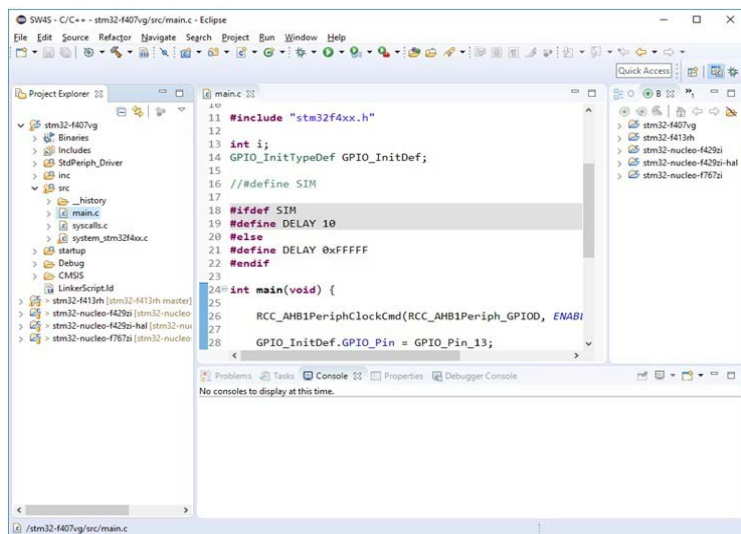 SW4S - C/C++ - stm32-f407vg/src/main.c - Eclipse
File Edit Source Refactor Navigate Search Project Run Window Help
Quick Access
Project Explorer
stm32-f407vg
Binaries
Includes
StdPeriph_Driver
inc
src
__history
main.c
syscalls.c
system_stm32f4xx.c
startup
Debug
CMSIS
LinkerScript.ld
> stm32-f413rh [stm32-f413rh master]
> stm32-nucleo-f429zi [stm32-nucleo
> stm32-nucleo-f429zi-hal [stm32-nu
> stm32-nucleo-f767zi [stm32-nucleo
main.c
10
11 #include "stm32f4xx.h"
12
13 int i;
14 GPIO_InitTypeDef GPIO_InitDef;
15
16 //#define SIM
17
18 #ifdef SIM
19 #define DELAY 10
20 #else
21 #define DELAY 0xFFFFF
22 #endif
23
24 int main(void) {
25
26 RCC_AHB1PeriphClockCmd(RCC_AHB1Periph_GPIOD, ENABL
27
28 GPIO_InitDef.GPIO_Pin = GPIO_Pin_13;
O B »1
stm32-f407vg
stm32-f413rh
stm32-nucleo-f429zi
stm32-nucleo-f429zi-hal
stm32-nucleo-f767zi
Problems Tasks Console Properties Debugger Console
No consoles to display at this time.
/stm32-f407vg/src/main.c